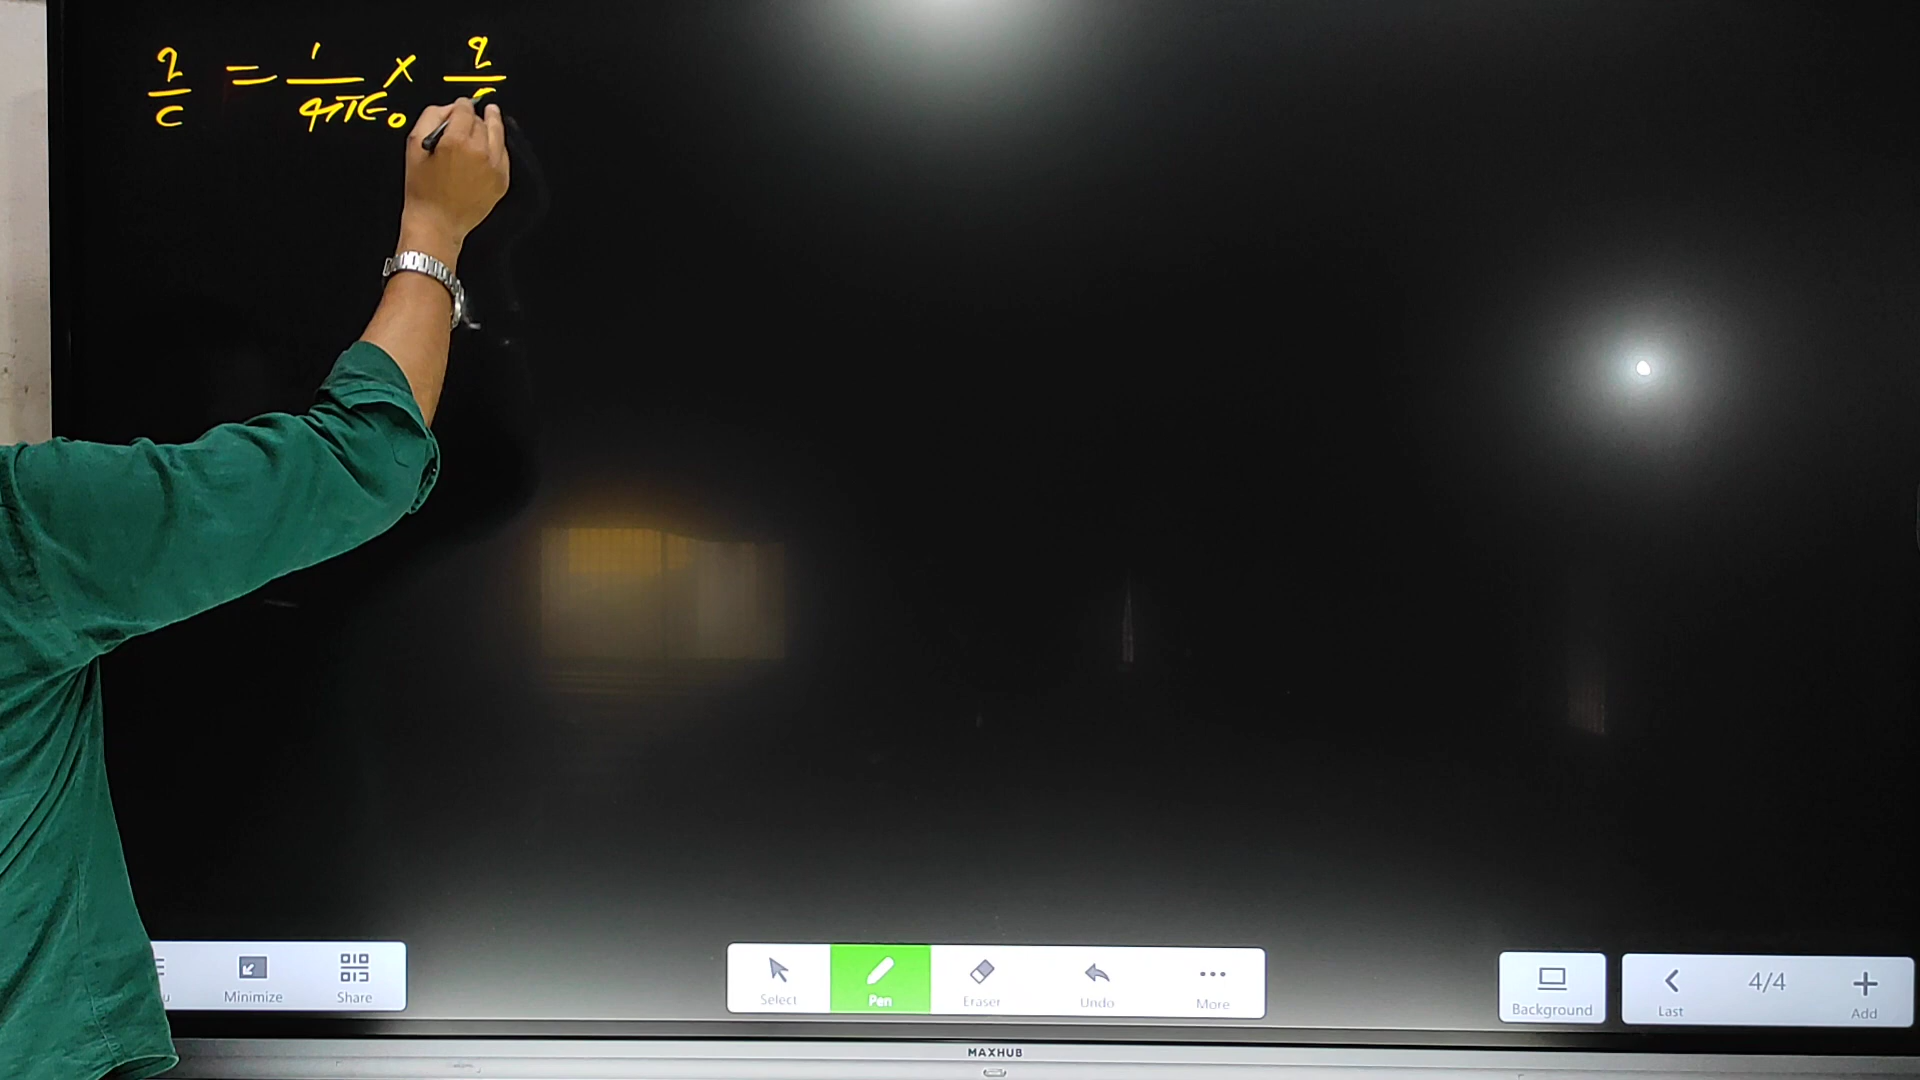 q/c = 1/4πε₀ × q/
Minimize
Share
Select
Pen
Eraser
Undo
More
Background
Last
4/4
Add
MAXHUB